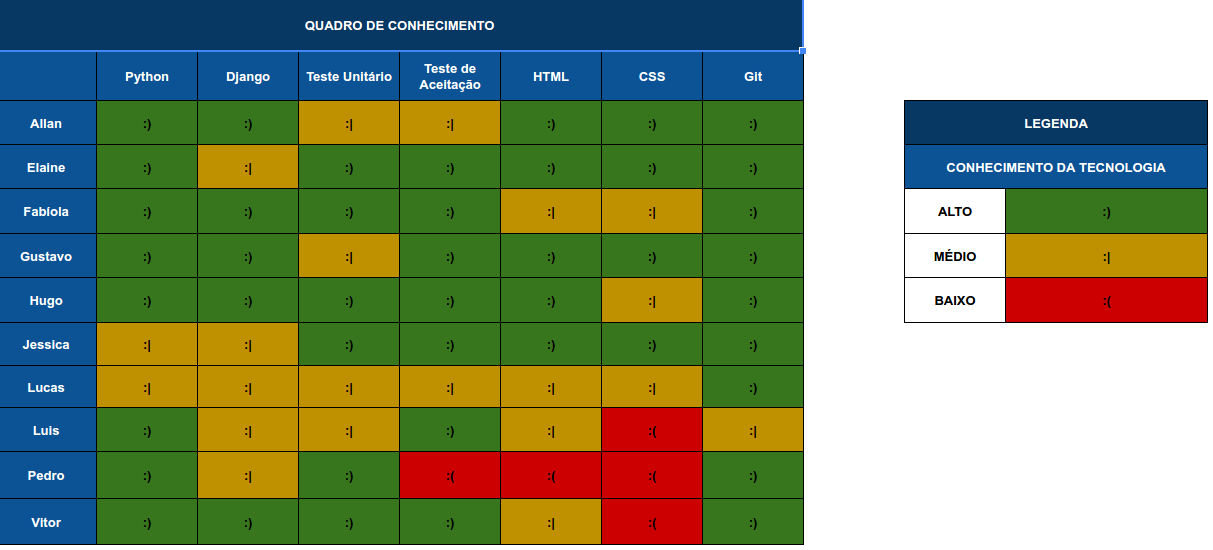 QUADRO DE CONHECIMENTO
Python Django Teste Unitário Teste de Aceitação HTML CSS Git
Allan :) :) :| :| :) :) :)
Elaine :) :| :) :) :) :) :)
Fabíola :) :) :) :) :| :| :)
Gustavo :) :) :| :) :) :) :)
Hugo :) :) :) :) :) :| :)
Jessica :| :| :) :) :) :) :)
Lucas :| :| :| :| :| :| :)
Luis :) :| :| :) :| :( :|
Pedro :) :| :) :( :( :( :)
Vitor :) :) :) :) :| :( :)
LEGENDA
CONHECIMENTO DA TECNOLOGIA
ALTO :)
MÉDIO :|
BAIXO :(